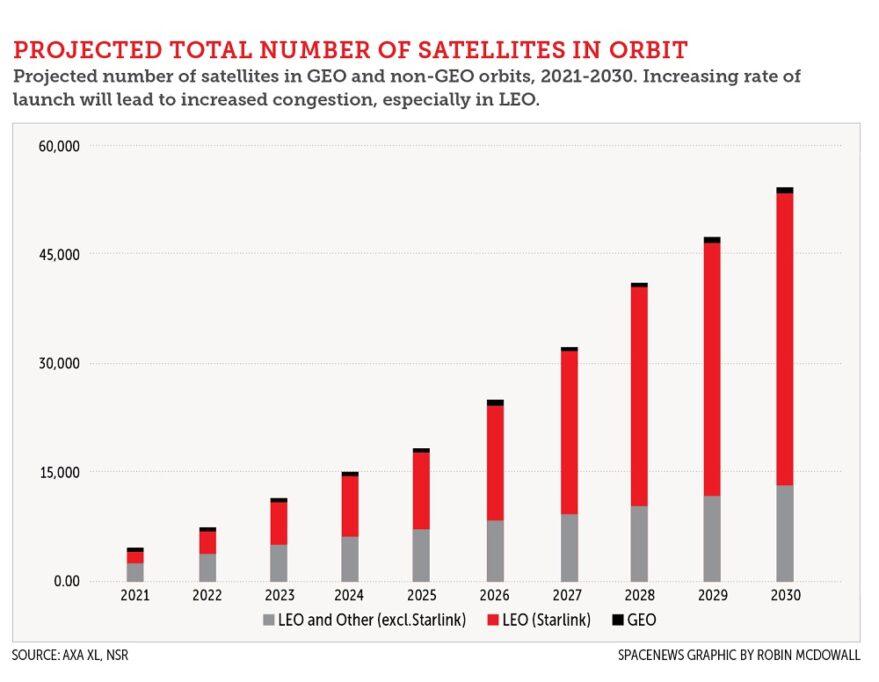 PROJECTED TOTAL NUMBER OF SATELLITES IN ORBIT
Projected number of satellites in GEO and non-GEO orbits, 2021-2030. Increasing rate of
launch will lead to increased congestion, especially in LEO.
60,000
45,000
30,000
15,000
0.00
2021 2022 2023 2024 2025 2026 2027 2028 2029 2030
LEO and Other (excl.Starlink) LEO (Starlink) GEO
SOURCE: AXA XL, NSR SPACENEWS GRAPHIC BY ROBIN MCDOWALL